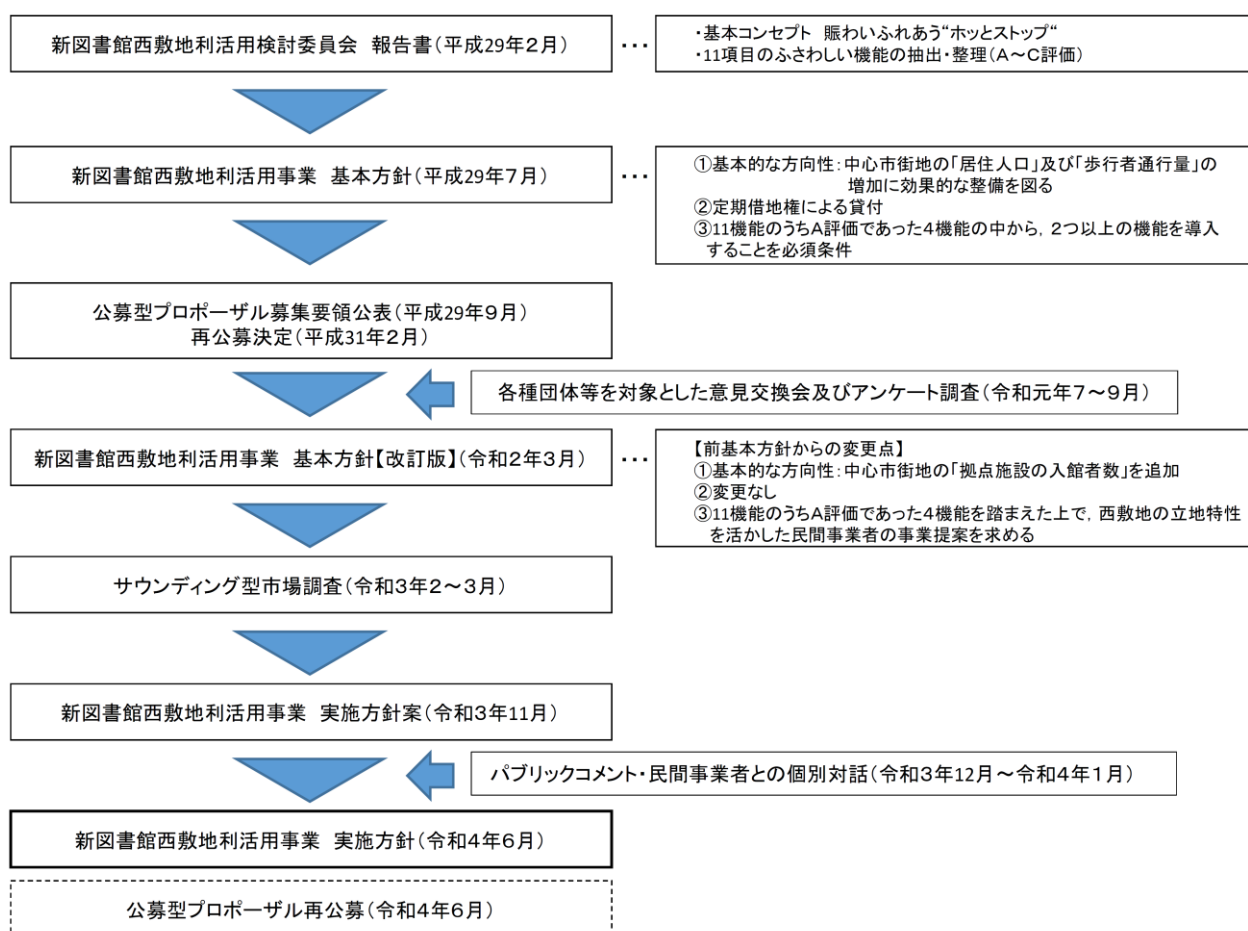 新図書館西敷地利活用検討委員会 報告書(平成29年2月)
…
・基本コンセプト 賑わいふれあう“ホッとストップ“
・11項目のふさわしい機能の抽出・整理(A~C評価)
新図書館西敷地利活用事業 基本方針(平成29年7月)
…
①基本的な方向性:中心市街地の「居住人口」及び「歩行者通行量」の
増加に効果的な整備を図る
②定期借地権による貸付
③11機能のうちA評価であった4機能の中から,2つ以上の機能を導入
することを必須条件
公募型プロポーザル募集要領公表(平成29年9月)
再公募決定(平成31年2月)
各種団体等を対象とした意見交換会及びアンケート調査(令和元年7~9月)
新図書館西敷地利活用事業 基本方針【改訂版】(令和2年3月)
…
【前基本方針からの変更点】
①基本的な方向性:中心市街地の「拠点施設の入館者数」を追加
②変更なし
③11機能のうちA評価であった4機能を踏まえた上で,西敷地の立地特性
を活かした民間事業者の事業提案を求める
サウンディング型市場調査(令和3年2~3月)
新図書館西敷地利活用事業 実施方針案(令和3年11月)
パブリックコメント・民間事業者との個別対話(令和3年12月~令和4年1月)
新図書館西敷地利活用事業 実施方針(令和4年6月)
公募型プロポーザル再公募(令和4年6月)